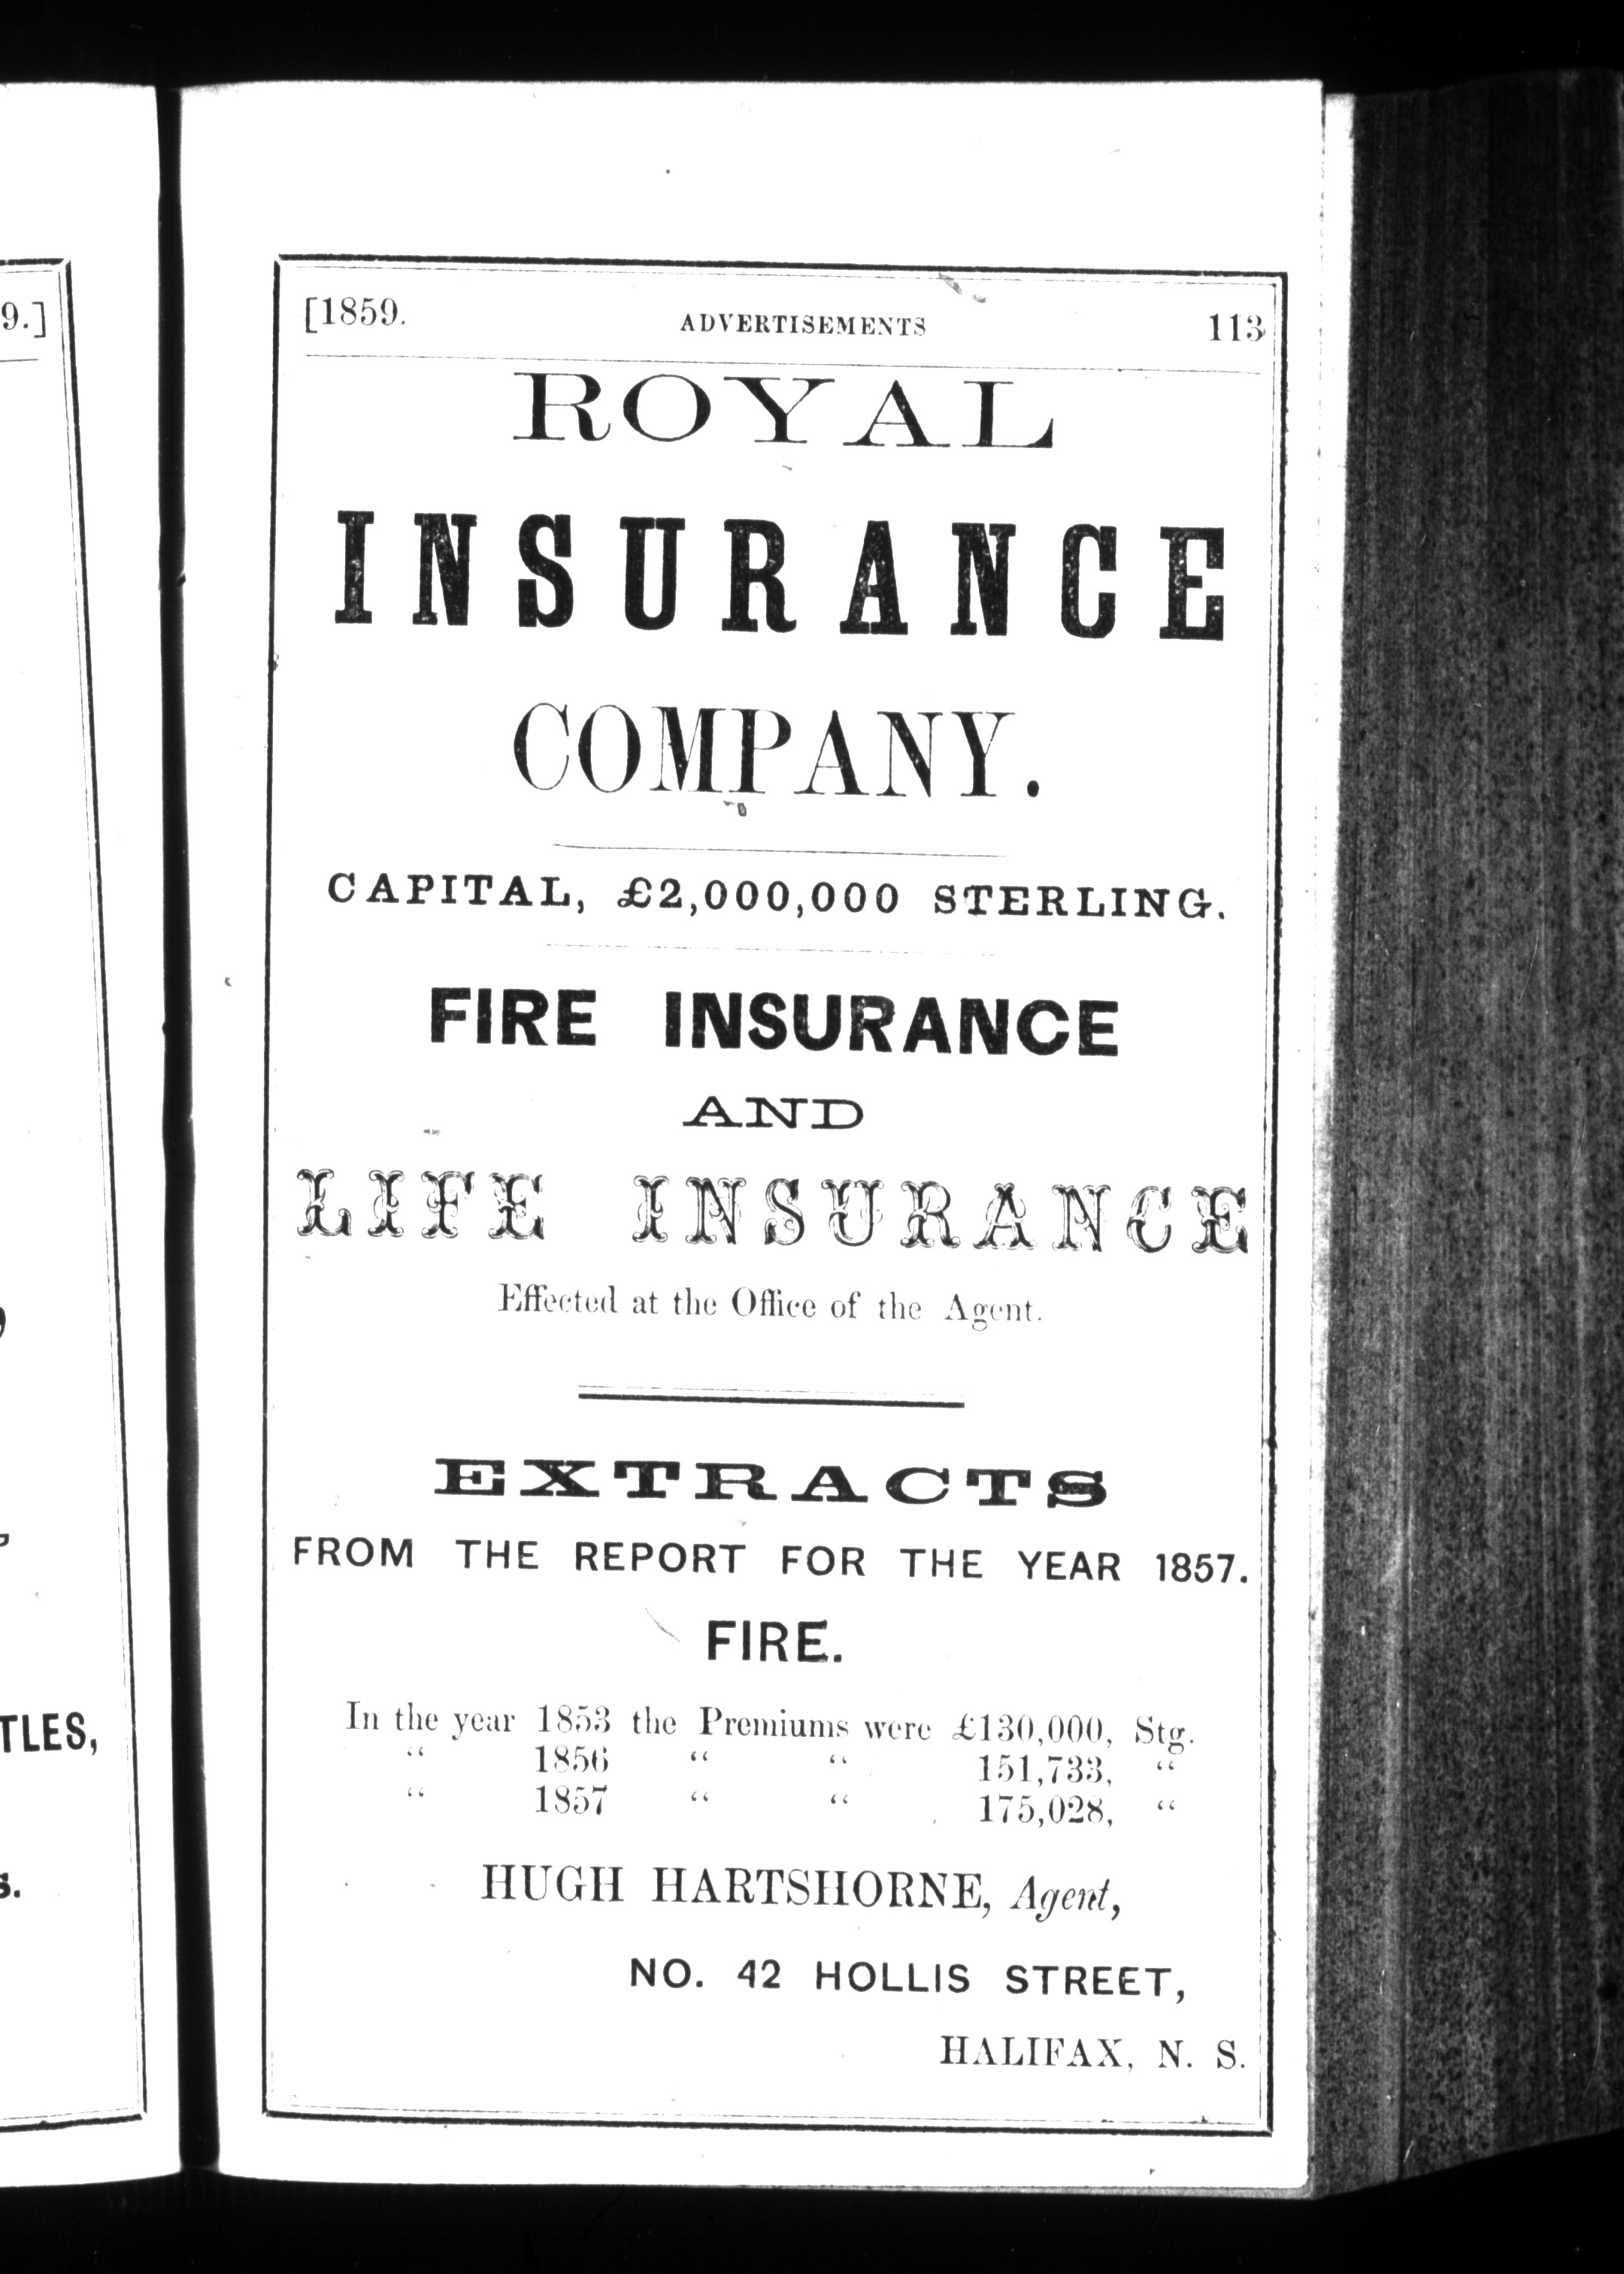 9.]
TLES,
s.
[1859.
ADVERTISEMENTS
113
ROYAL
INSURANCE
COMPANY.
CAPITAL, £2,000,000 STERLING.
FIRE INSURANCE
AND
LIFE INSURANCE
Effected at the Office of the Agent.
EXTRACTS
FROM THE REPORT FOR THE YEAR 1857.
FIRE.
In the year 1853 the Premiums were £130,000, Stg.
“ 1856 “ “ 151,733, “
“ 1857 “ “ 175,028, “
HUGH HARTSHORNE, Agent,
NO. 42 HOLLIS STREET,
HALIFAX, N. S.